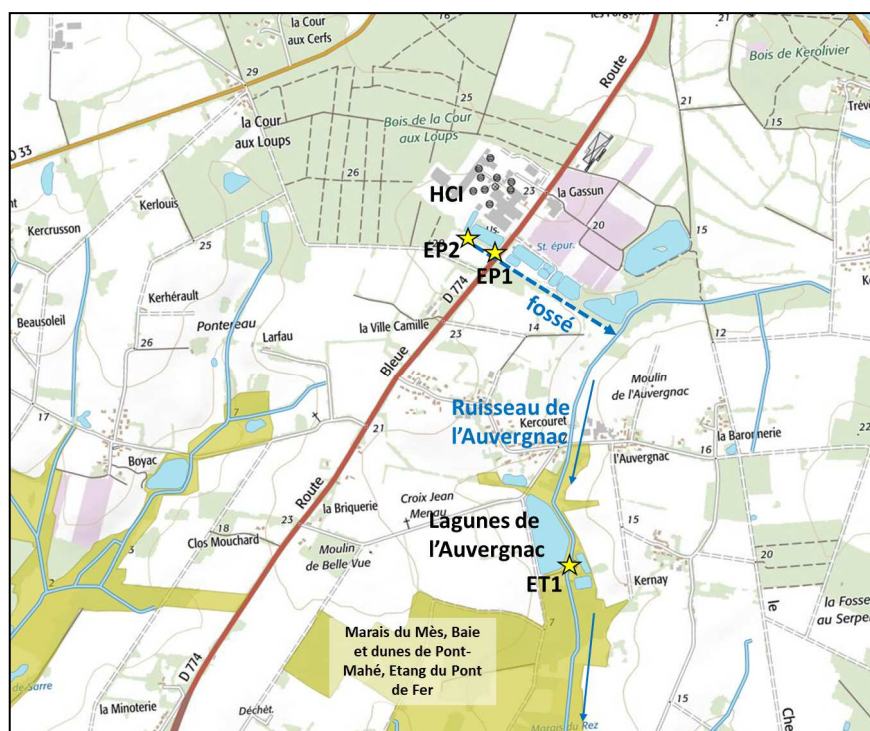 la Cour
aux Cerfs
Route
Bois de Kerolivier
29
25
21
D 33
la Cour
aux Loups
Bois de la Cour
aux Loups
15
Trév
26
HCI
23
la Gassun
Kercrusson
Kerlouis
20
25
EP2
St. épur.
EP1
Kerhérault
D 774
fossé
Beausoleil
Pontereau
la Ville Camille
14
12
26
Larfau
23
Bleue
Moulin
de l'Auvergnac
17
7
Ruisseau de
l'Auvergnac
Kercouret
la Baronnerie
21
l'Auvergnac
16
22
Boyac
Route
la Briquerie
Croix Jean
Menau
Lagunes de
l'Auvergnac
15
18
23
Clos Mouchard
Moulin
de Belle Vue
3
20
2
ET1
Kernay
la Fosse
au Serpe
le
7
Marais du Mès, Baie
et dunes de Pont-
Mahé, Etang du Pont
de Fer
D 774
15
15
la Minoterie
Déchèt.
Marais du Rez
Che